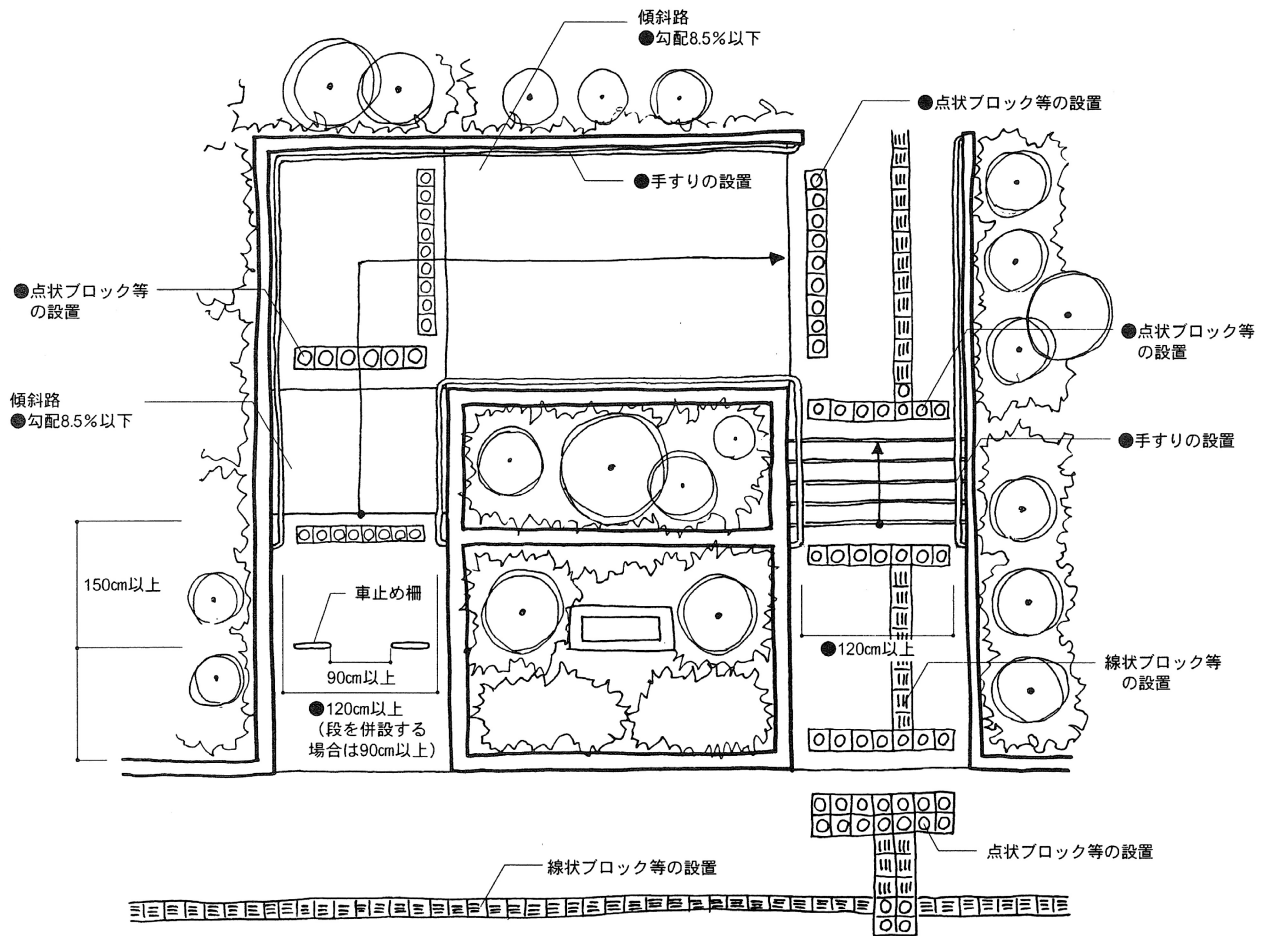 傾斜路
●勾配8.5%以下
●点状ブロック等の設置
●手すりの設置
●点状ブロック等
の設置
●点状ブロック等
の設置
傾斜路
●勾配8.5%以下
●手すりの設置
150cm以上
車止め柵
90cm以上
●120cm以上
(段を併設する
場合は90cm以上)
●120cm以上
線状ブロック等
の設置
点状ブロック等の設置
線状ブロック等の設置